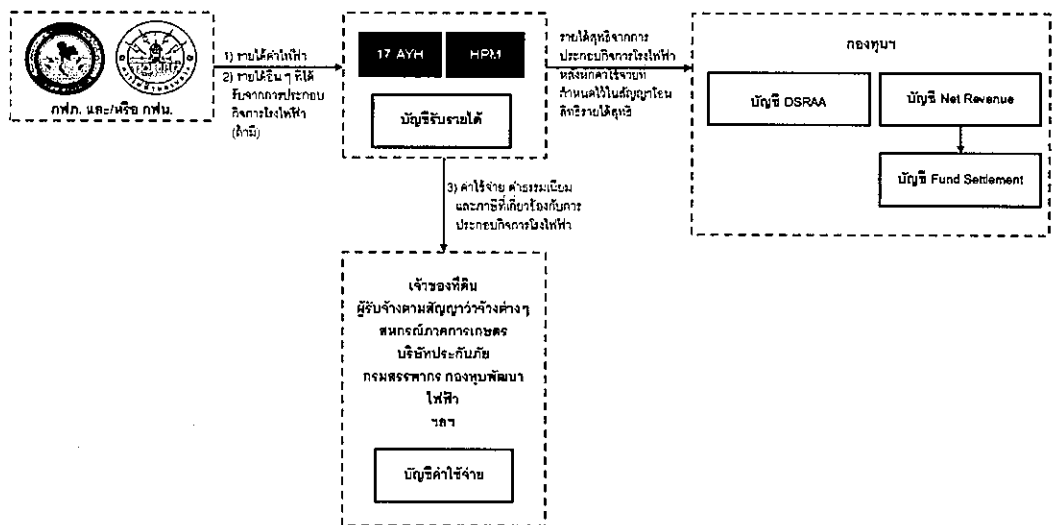 กฟภ. และ/หรือ กฟน.
1) รายได้ค่าไฟฟ้า
2) รายได้อื่น ๆ ที่ได้
รับจากการประกอบ
กิจการโรงไฟฟ้า
(ถ้ามี)
17 AYH
HPM
บัญชีรับรายได้
รายได้สุทธิจากการ
ประกอบกิจการโรงไฟฟ้า
หลังหักค่าใช้จ่ายที่
กำหนดไว้ในสัญญาโอน
สิทธิรายได้สุทธิ
กองทุนฯ
บัญชี DSRAA
บัญชี Net Revenue
บัญชี Fund Settlement
3) ค่าใช้จ่าย ค่าธรรมเนียม
และภาษีที่เกี่ยวข้องกับการ
ประกอบกิจการโรงไฟฟ้า
เจ้าของที่ดิน
ผู้รับจ้างตามสัญญาว่าจ้างต่างๆ
สหกรณ์ภาคการเกษตร
บริษัทประกันภัย
กรมสรรพากร กองทุนพัฒนา
ไฟฟ้า
ฯลฯ
บัญชีค่าใช้จ่าย